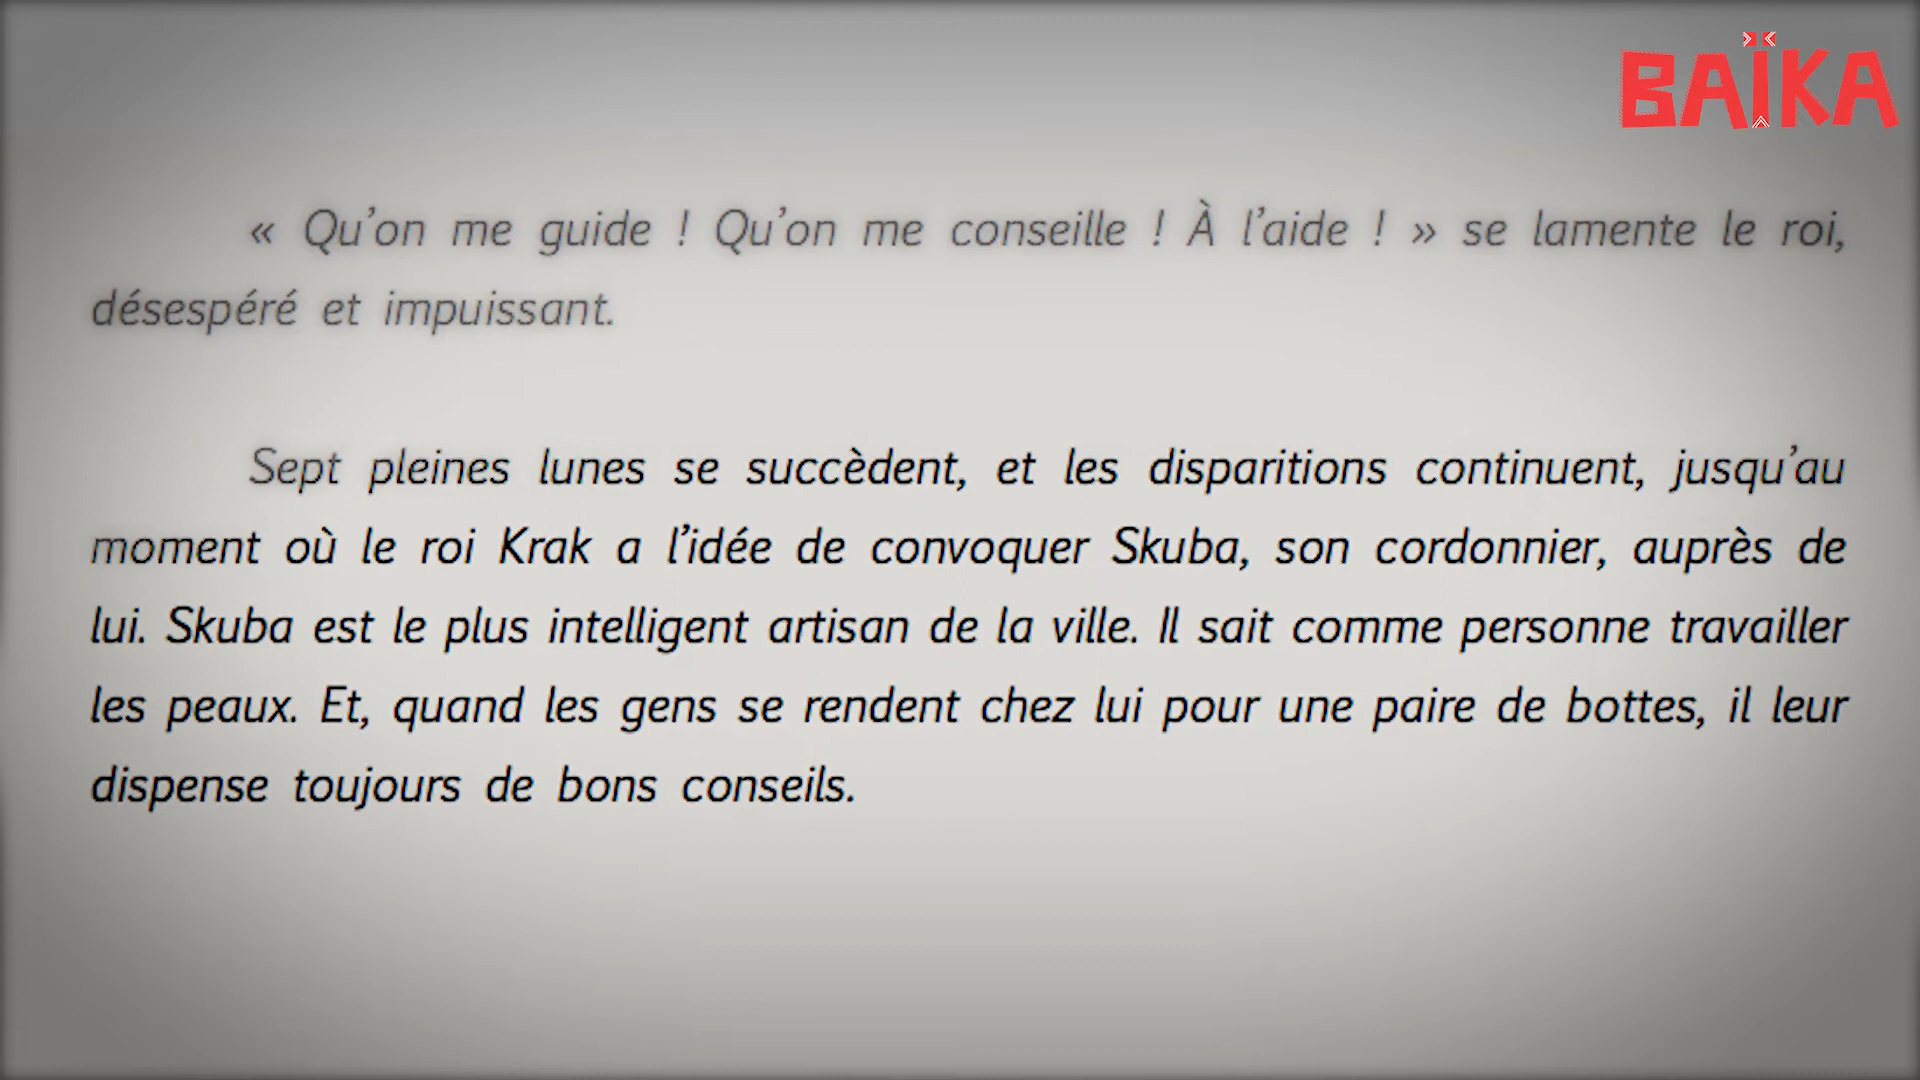 BAÏKA
« Qu’on me guide ! Qu’on me conseille ! À l’aide ! » se lamente le roi,
désespéré et impuissant.
Sept pleines lunes se succèdent, et les disparitions continuent, jusqu’au
moment où le roi Krak a l’idée de convoquer Skuba, son cordonnier, auprès de
lui. Skuba est le plus intelligent artisan de la ville. Il sait comme personne travailler
les peaux. Et, quand les gens se rendent chez lui pour une paire de bottes, il leur
dispense toujours de bons conseils.